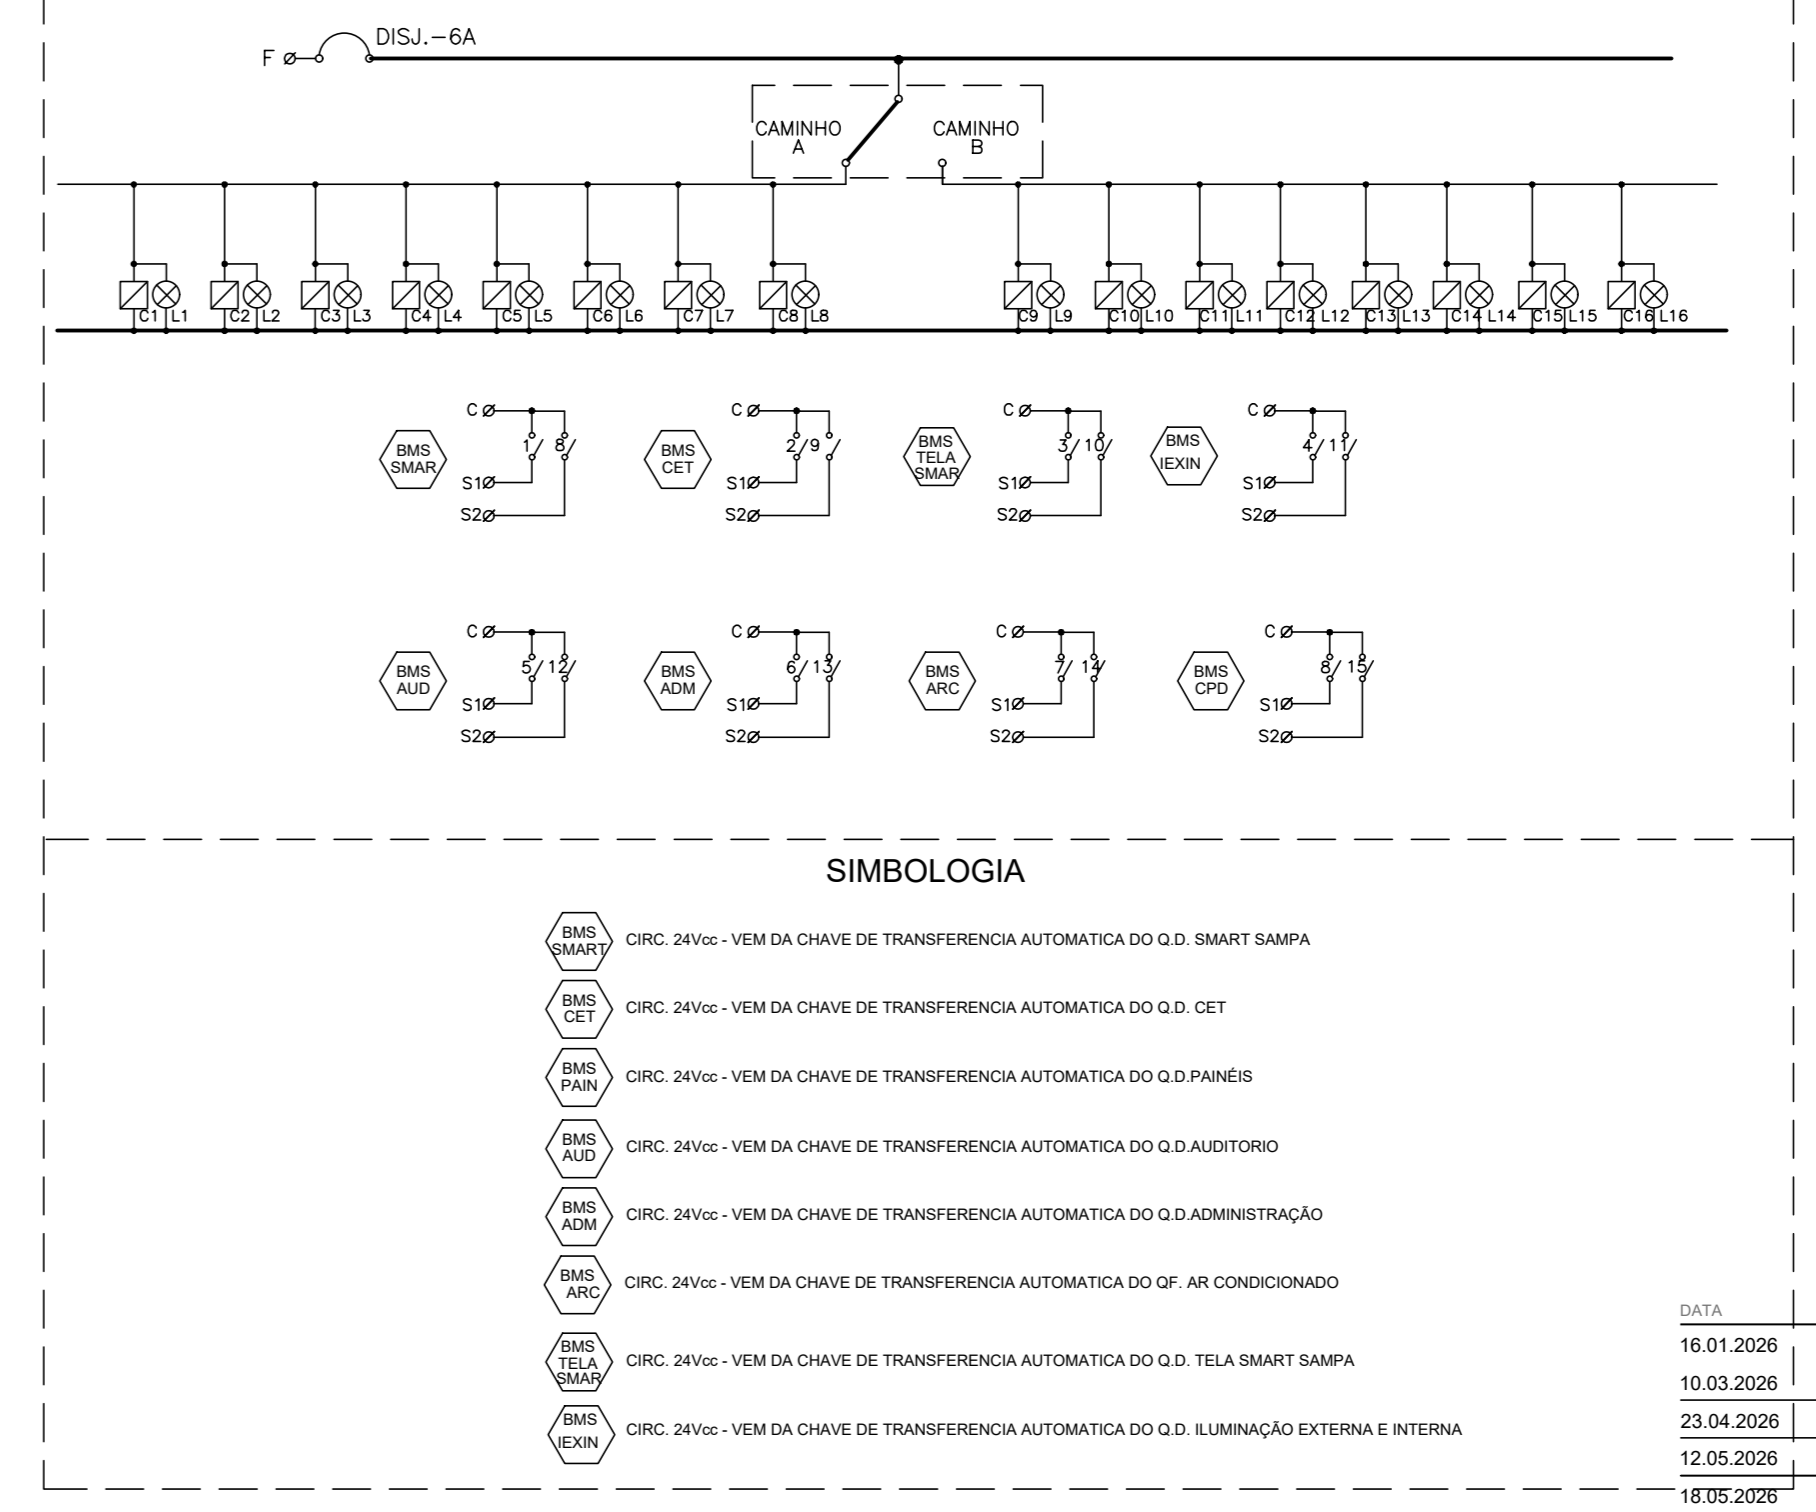 F
DISJ.-6A
CAMINHO
A
CAMINHO
B
C1 L1 C2 L2 C3 L3 C4 L4 C5 L5 C6 L6 C7 L7 C8 L8 C9 L9 C10 L10 C11 L11 C12 L12 C13 L13 C14 L14 C15 L15 C16 L16
BMS
SMAR
C
1 8
S1
S2
BMS
CET
C
2 9
S1
S2
BMS
TELA
SMAR
C
3 10
S1
S2
BMS
IEXIN
C
4 11
S1
S2
BMS
AUD
C
5 12
S1
S2
BMS
ADM
C
6 13
S1
S2
BMS
ARC
C
7 14
S1
S2
BMS
CPD
C
8 15
S1
S2
SIMBOLOGIA
BMS
SMART
CIRC. 24Vcc - VEM DA CHAVE DE TRANSFERENCIA AUTOMATICA DO Q.D. SMART SAMPA
BMS
CET
CIRC. 24Vcc - VEM DA CHAVE DE TRANSFERENCIA AUTOMATICA DO Q.D. CET
BMS
PAIN
CIRC. 24Vcc - VEM DA CHAVE DE TRANSFERENCIA AUTOMATICA DO Q.D.PAINÉIS
BMS
AUD
CIRC. 24Vcc - VEM DA CHAVE DE TRANSFERENCIA AUTOMATICA DO Q.D.AUDITORIO
BMS
ADM
CIRC. 24Vcc - VEM DA CHAVE DE TRANSFERENCIA AUTOMATICA DO Q.D.ADMINISTRAÇÃO
BMS
ARC
CIRC. 24Vcc - VEM DA CHAVE DE TRANSFERENCIA AUTOMATICA DO QF. AR CONDICIONADO
BMS
TELA
SMAR
CIRC. 24Vcc - VEM DA CHAVE DE TRANSFERENCIA AUTOMATICA DO Q.D. TELA SMART SAMPA
BMS
IEXIN
CIRC. 24Vcc - VEM DA CHAVE DE TRANSFERENCIA AUTOMATICA DO Q.D. ILUMINAÇÃO EXTERNA E INTERNA
DATA
16.01.2026
10.03.2026
23.04.2026
12.05.2026
18.05.2026